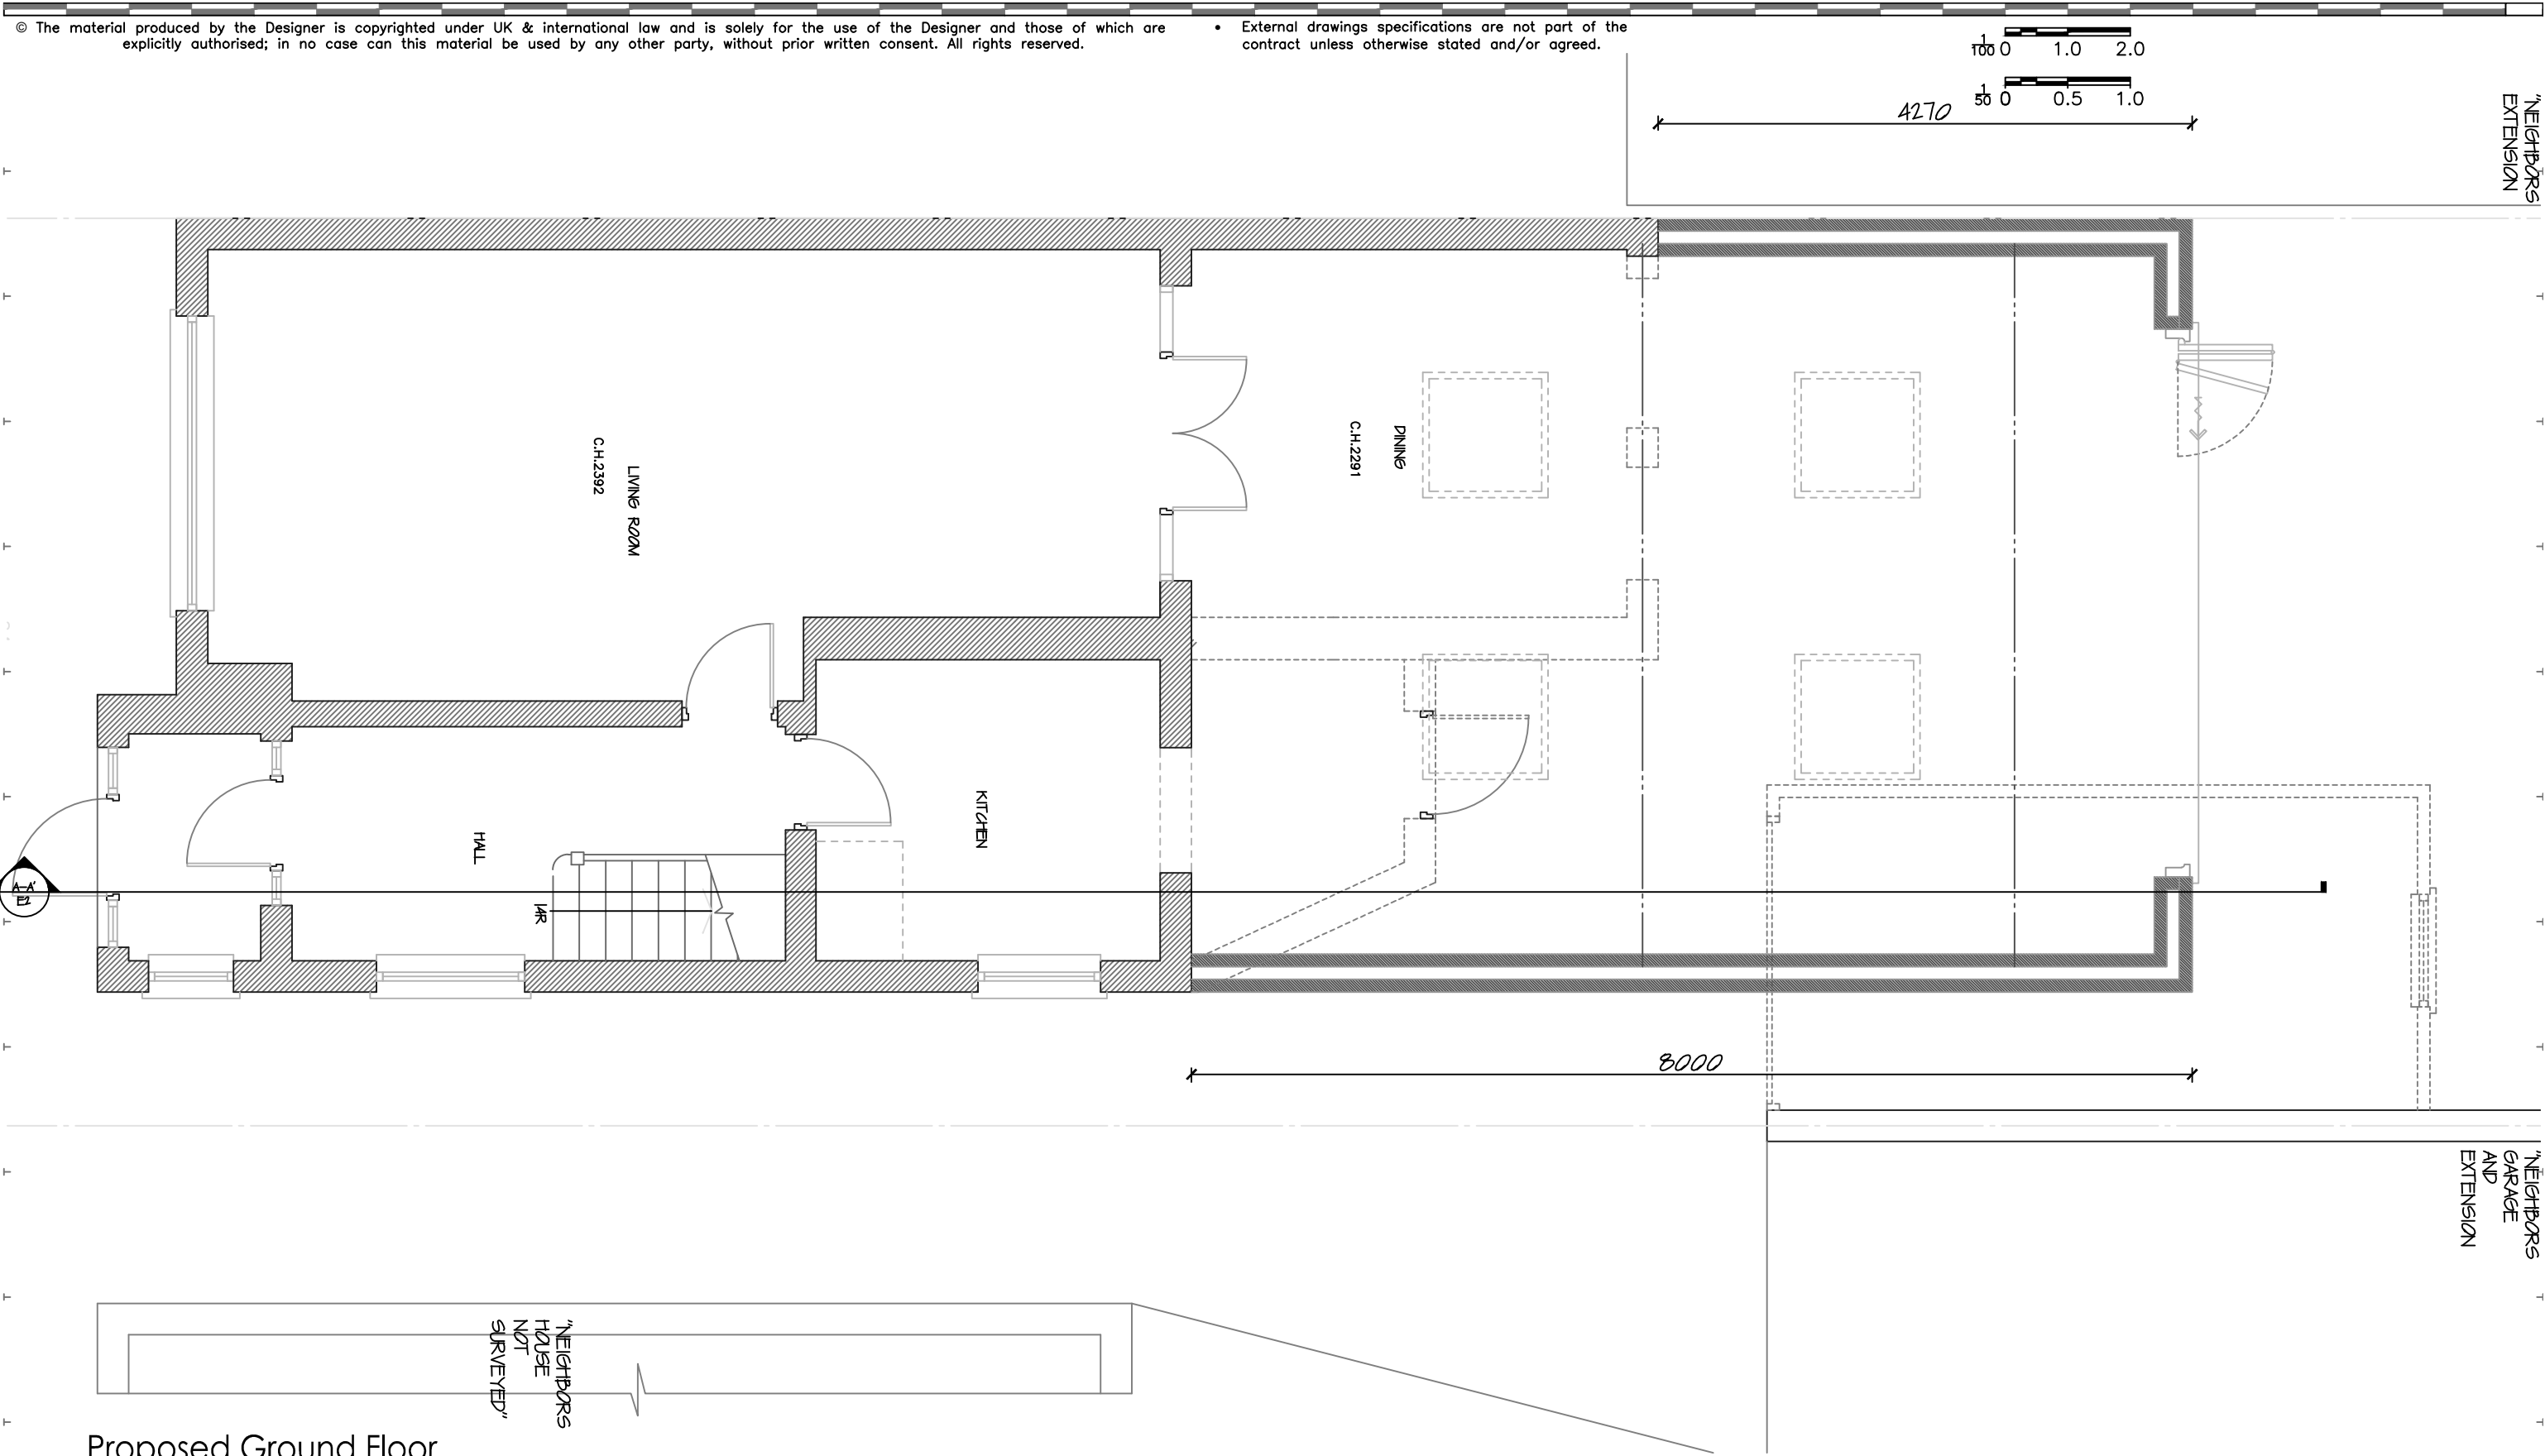 © The material produced by the Designer is copyrighted under UK & international law and is solely for the use of the Designer and those of which are
explicitly authorised; in no case can this material be used by any other party, without prior written consent. All rights reserved.
• External drawings specifications are not part of the
contract unless otherwise stated and/or agreed.
1/100 0 1.0 2.0
1/50 0 0.5 1.0
4270
"NEIGHBORS
EXTENSION
LIVING ROOM
C.H.2392
DINING
C.H.2291
KITCHEN
HALL
14R
A-A'
E2
8000
"NEIGHBORS
GARAGE
AND
EXTENSION
"NEIGHBORS
HOUSE
NOT
SURVEYED"
Proposed Ground Floor